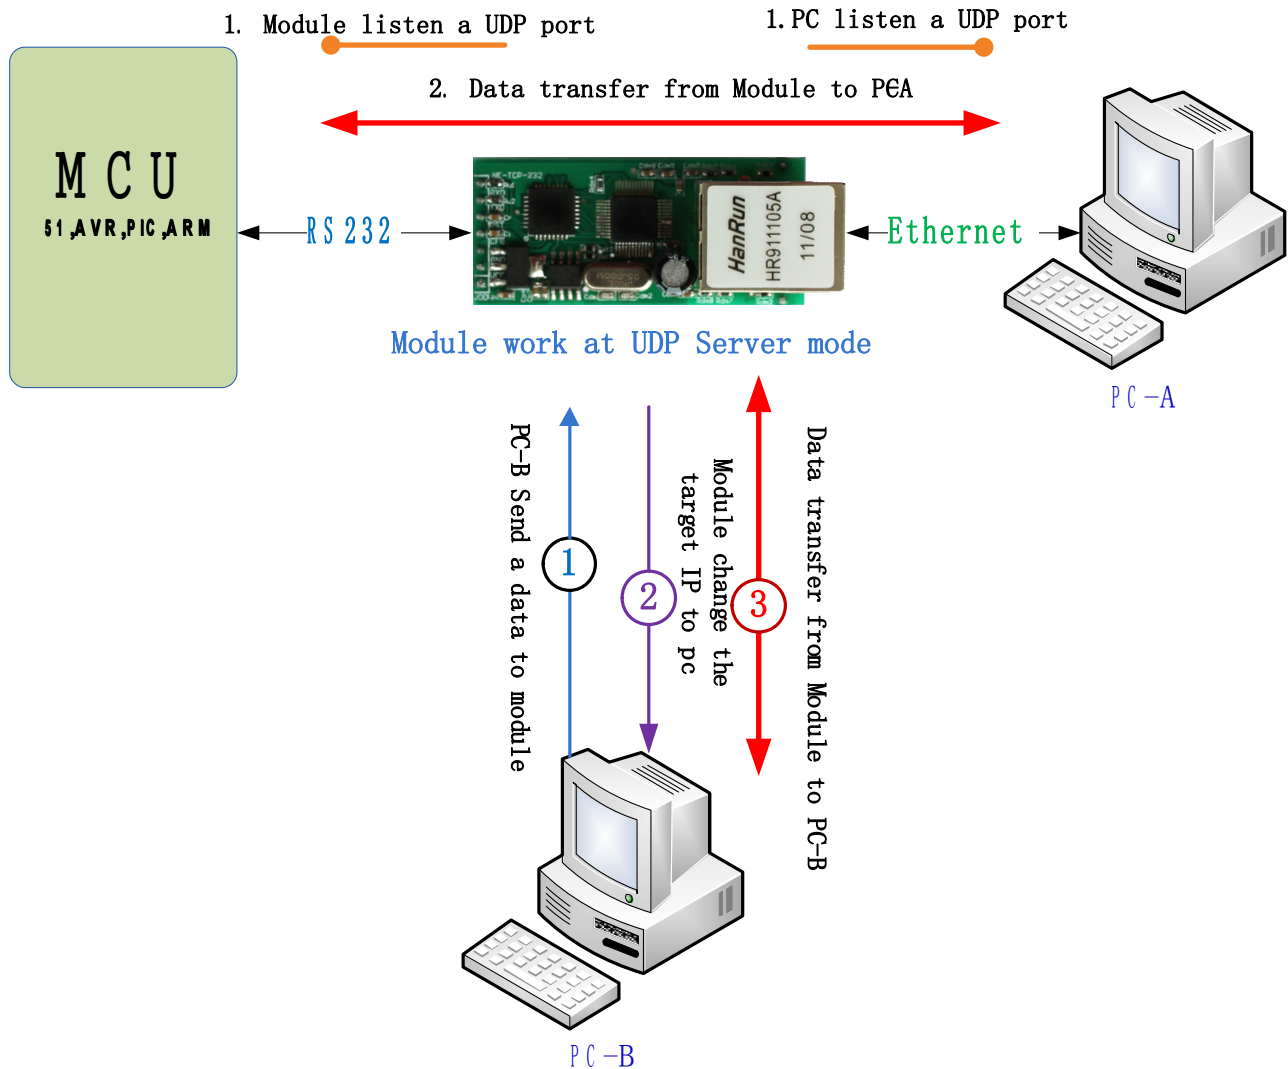 1. Module listen a UDP port
1.PC listen a UDP port
2. Data transfer from Module to PCA
MCU
51,AVR,PIC,ARM
RS232
NE-TCP-232
HanRun
HR911105A
11/08
Ethernet
Module work at UDP Server mode
PC-A
PC-B Send a data to module
1
2
Module change the
target IP to pc
3
Data transfer from Module to PC-B
PC-B